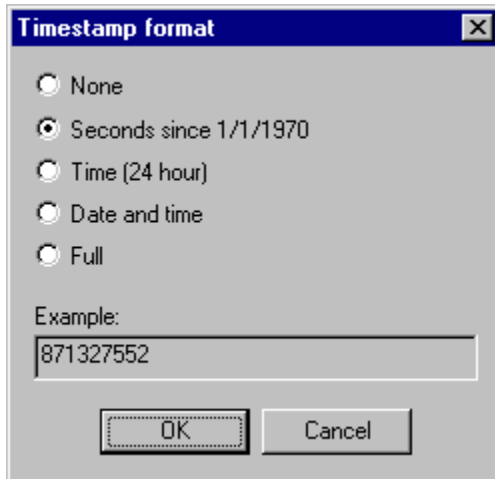 Timestamp format
None
Seconds since 1/1/1970
Time (24 hour)
Date and time
Full
Example:
871327552
OK
Cancel